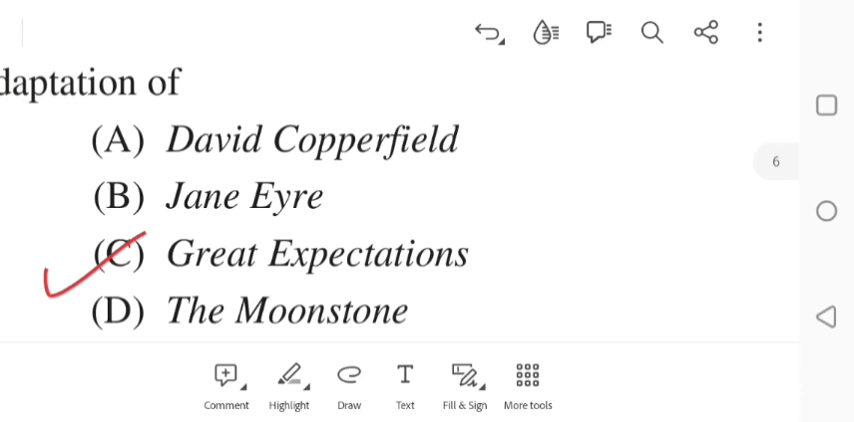 daptation of
(A) David Copperfield
(B) Jane Eyre
6
(C) Great Expectations
(D) The Moonstone
Comment Highlight Draw Text Fill & Sign More tools